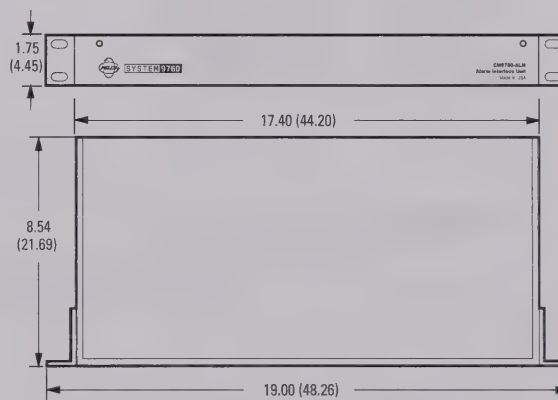 1.75
(4.45)
PELCO
SYSTEM 9760
CM9760-ALM
Alarm Interface Unit
Made in USA
17.40 (44.20)
8.54
(21.69)
19.00 (48.26)